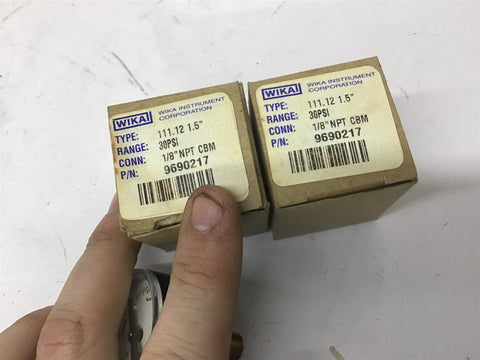 WIKA WIKA INSTRUMENT
CORPORATION
TYPE: 111.12 1.5"
RANGE: 30PSI
CONN: 1/8"NPT CBM
P/N: 9690217
WIKA WIKA INSTRUMENT
CORPORATION
TYPE: 111.12 1.5"
RANGE: 30PSI
CONN: 1/8"NPT CBM
P/N: 9690217